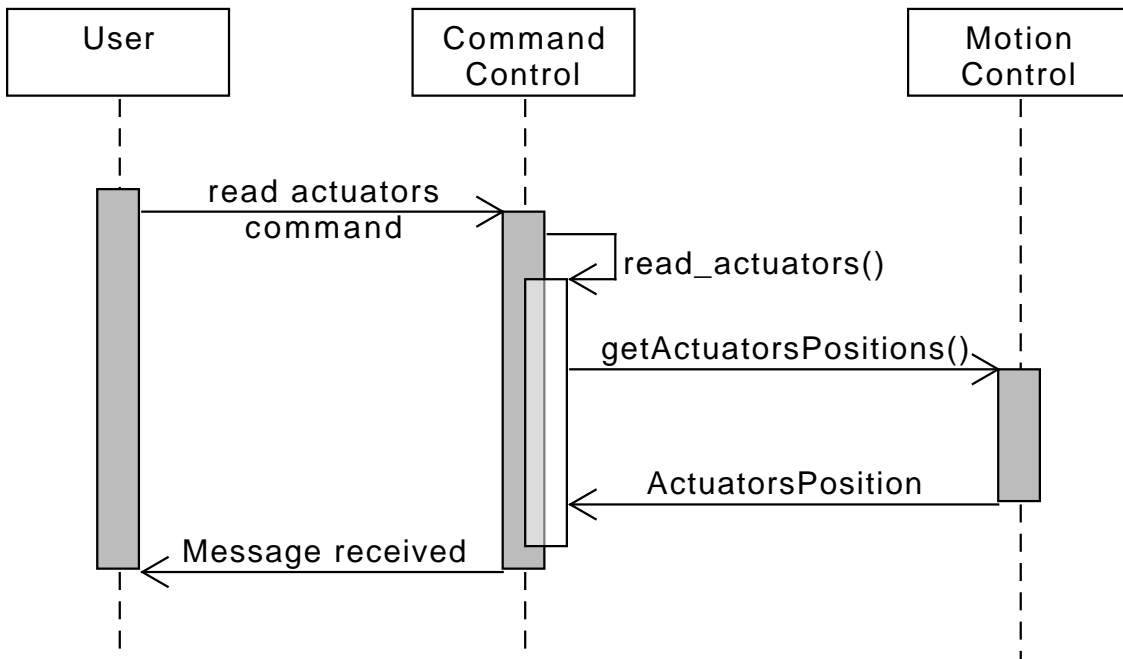 User
Command
Control
Motion
Control
read actuators
command
read_actuators()
getActuatorsPositions()
ActuatorsPosition
Message received